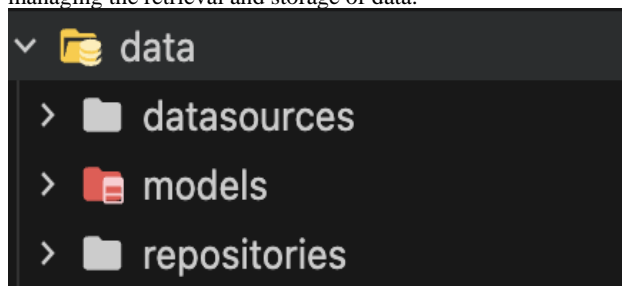 managing the retrieval and storage of data.
data
datasources
models
repositories